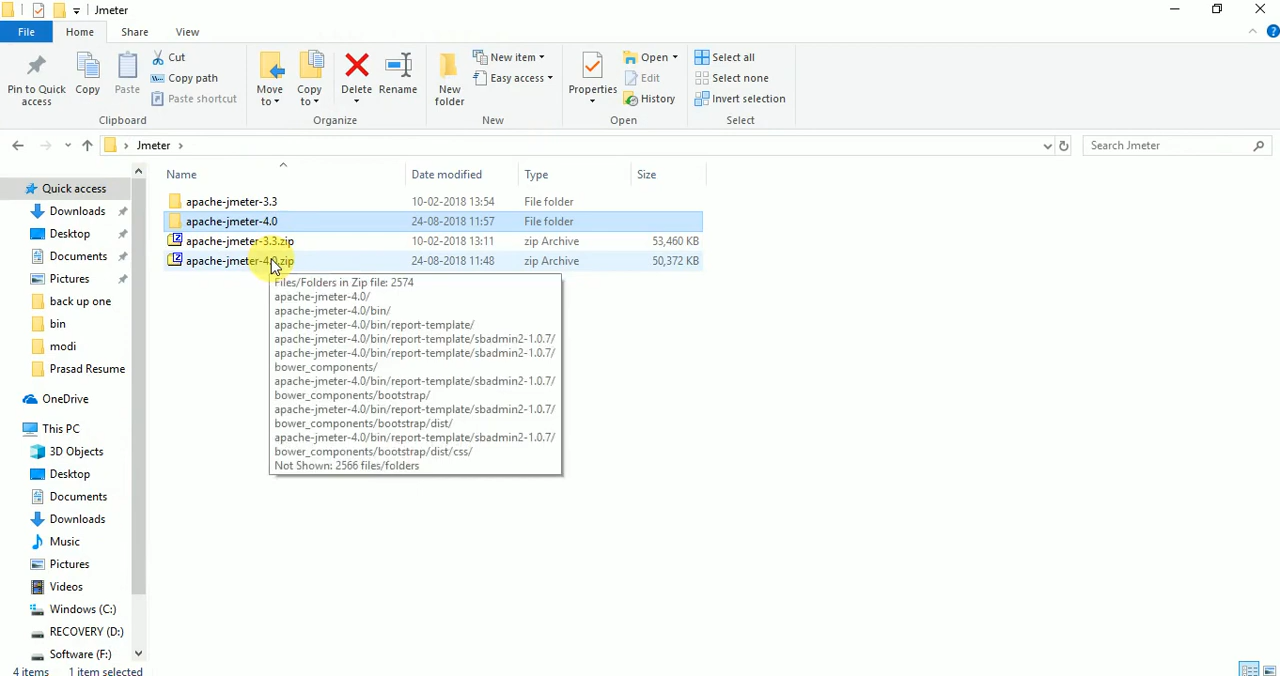 Jmeter
File
Home
Share
View
Pin to Quick access
Copy
Paste
Cut
Copy path
Paste shortcut
Clipboard
Move to
Copy to
Delete
Rename
Organize
New folder
New item
Easy access
New
Properties
Open
Edit
History
Open
Select all
Select none
Invert selection
Select
Jmeter
Search Jmeter
Name Date modified Type Size
apache-jmeter-3.3 10-02-2018 13:54 File folder
apache-jmeter-4.0 24-08-2018 11:57 File folder
apache-jmeter-3.3.zip 10-02-2018 13:11 zip Archive 53,460 KB
apache-jmeter-4.0.zip 24-08-2018 11:48 zip Archive 50,372 KB
Files/Folders in Zip file: 2574
apache-jmeter-4.0/
apache-jmeter-4.0/bin/
apache-jmeter-4.0/bin/report-template/
apache-jmeter-4.0/bin/report-template/sbadmin2-1.0.7/
apache-jmeter-4.0/bin/report-template/sbadmin2-1.0.7/
bower_components/
apache-jmeter-4.0/bin/report-template/sbadmin2-1.0.7/
bower_components/bootstrap/
apache-jmeter-4.0/bin/report-template/sbadmin2-1.0.7/
bower_components/bootstrap/dist/
apache-jmeter-4.0/bin/report-template/sbadmin2-1.0.7/
bower_components/bootstrap/dist/css/
Not Shown: 2566 files/folders
Quick access
Downloads
Desktop
Documents
Pictures
back up one
bin
modi
Prasad Resume
OneDrive
This PC
3D Objects
Desktop
Documents
Downloads
Music
Pictures
Videos
Windows (C:)
RECOVERY (D:)
Software (F:)
4 items 1 item selected